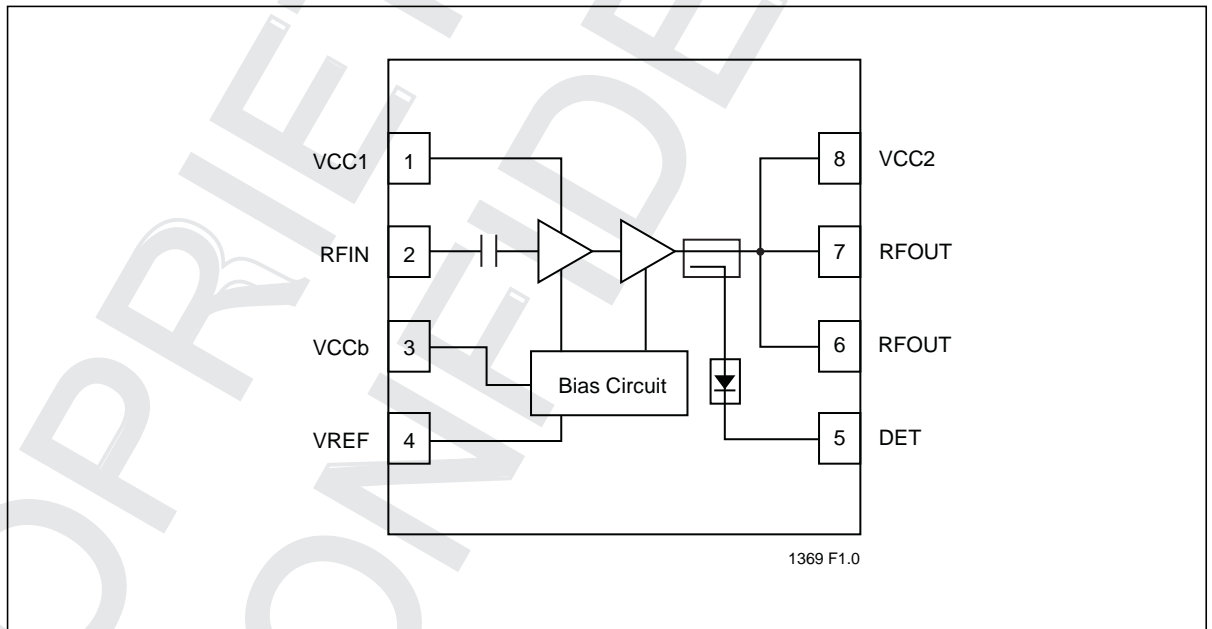 VCC1 1
RFIN 2
VCCb 3
VREF 4
8 VCC2
7 RFOUT
6 RFOUT
5 DET
Bias Circuit
1369 F1.0